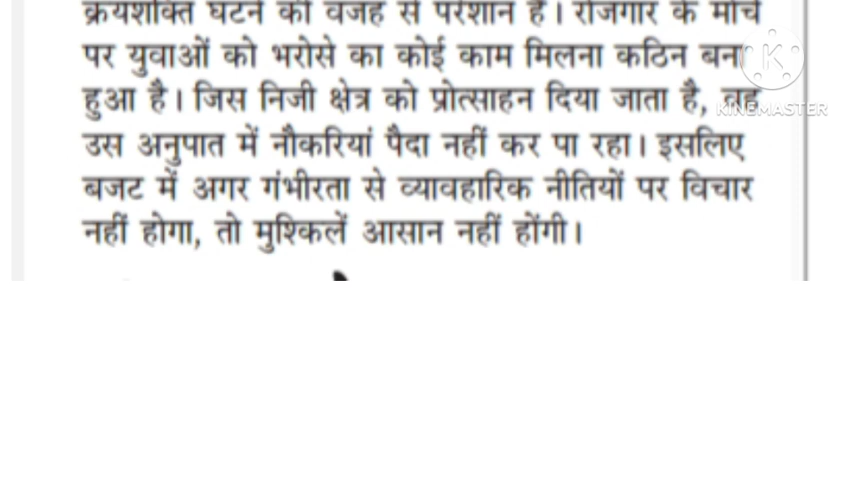 क्रयशक्ति घटने की वजह से परेशान है। रोजगार के मोर्चे
पर युवाओं को भरोसे का कोई काम मिलना कठिन बना
हुआ है। जिस निजी क्षेत्र को प्रोत्साहन दिया जाता है, वह
KINEMASTER
उस अनुपात में नौकरियां पैदा नहीं कर पा रहा। इसलिए
बजट में अगर गंभीरता से व्यावहारिक नीतियों पर विचार
नहीं होगा, तो मुश्किलें आसान नहीं होंगी।